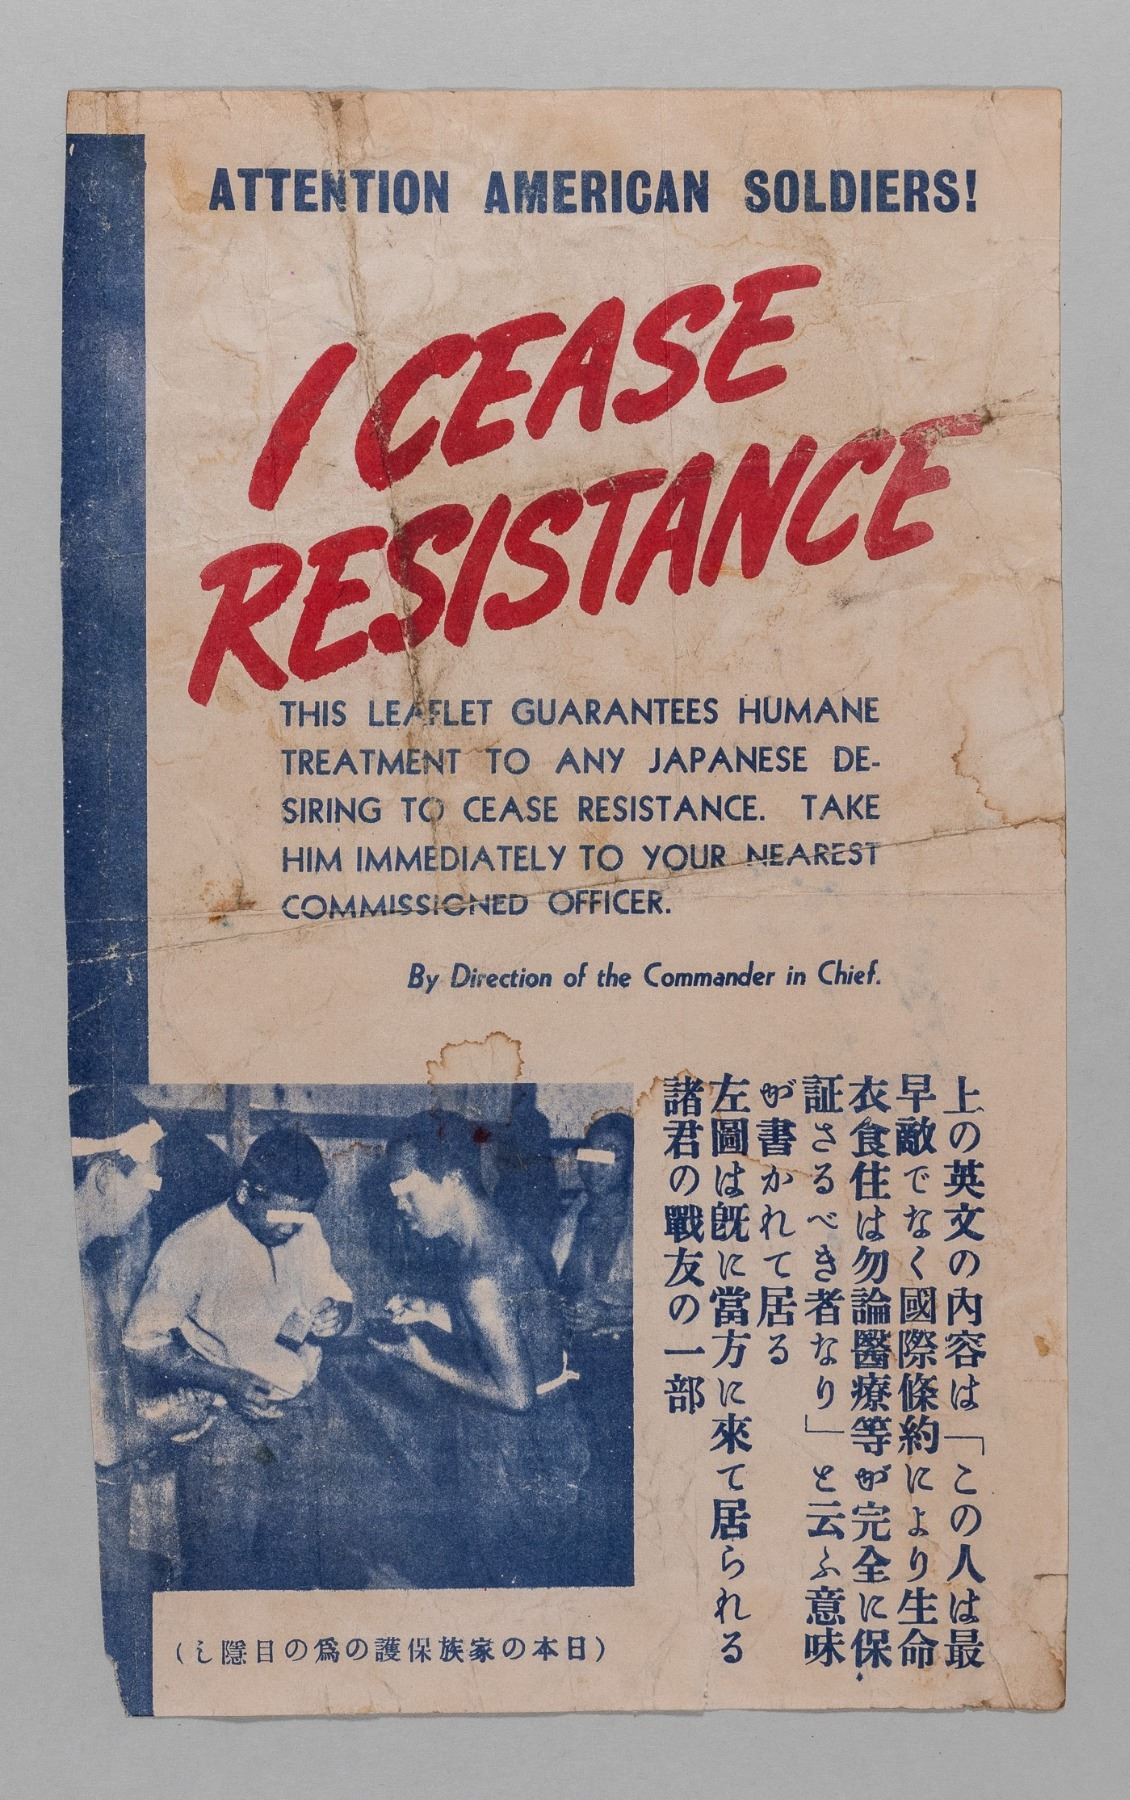 ATTENTION AMERICAN SOLDIERS!
I CEASE
RESISTANCE
THIS LEAFLET GUARANTEES HUMANE
TREATMENT TO ANY JAPANESE DE-
SIRING TO CEASE RESISTANCE. TAKE
HIM IMMEDIATELY TO YOUR NEAREST
COMMISSIONED OFFICER.
By Direction of the Commander in Chief.
上の英文の內容は「この人は最
早敵でなく國際條約により生命
衣食住は勿論醫療等が完全に保
証さるべき者なり」と云ふ意味
が書かれて居る
左圖は既に當方に來て居られる
諸君の戰友の一部
(日本の家族保護の爲の目隱し)